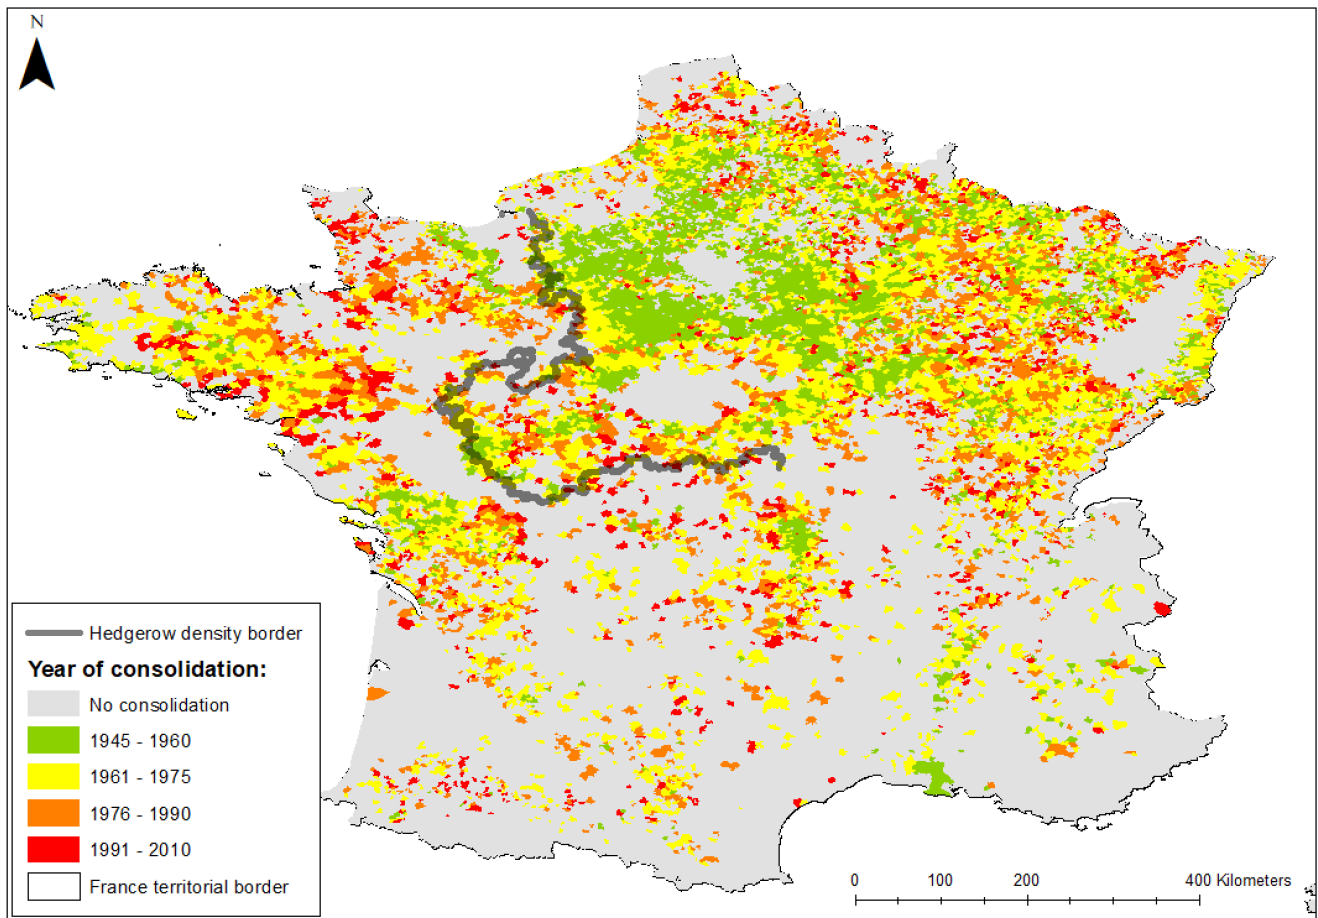 N
Hedgerow density border
Year of consolidation:
No consolidation
1945 - 1960
1961 - 1975
1976 - 1990
1991 - 2010
France territorial border
0 100 200 400 Kilometers